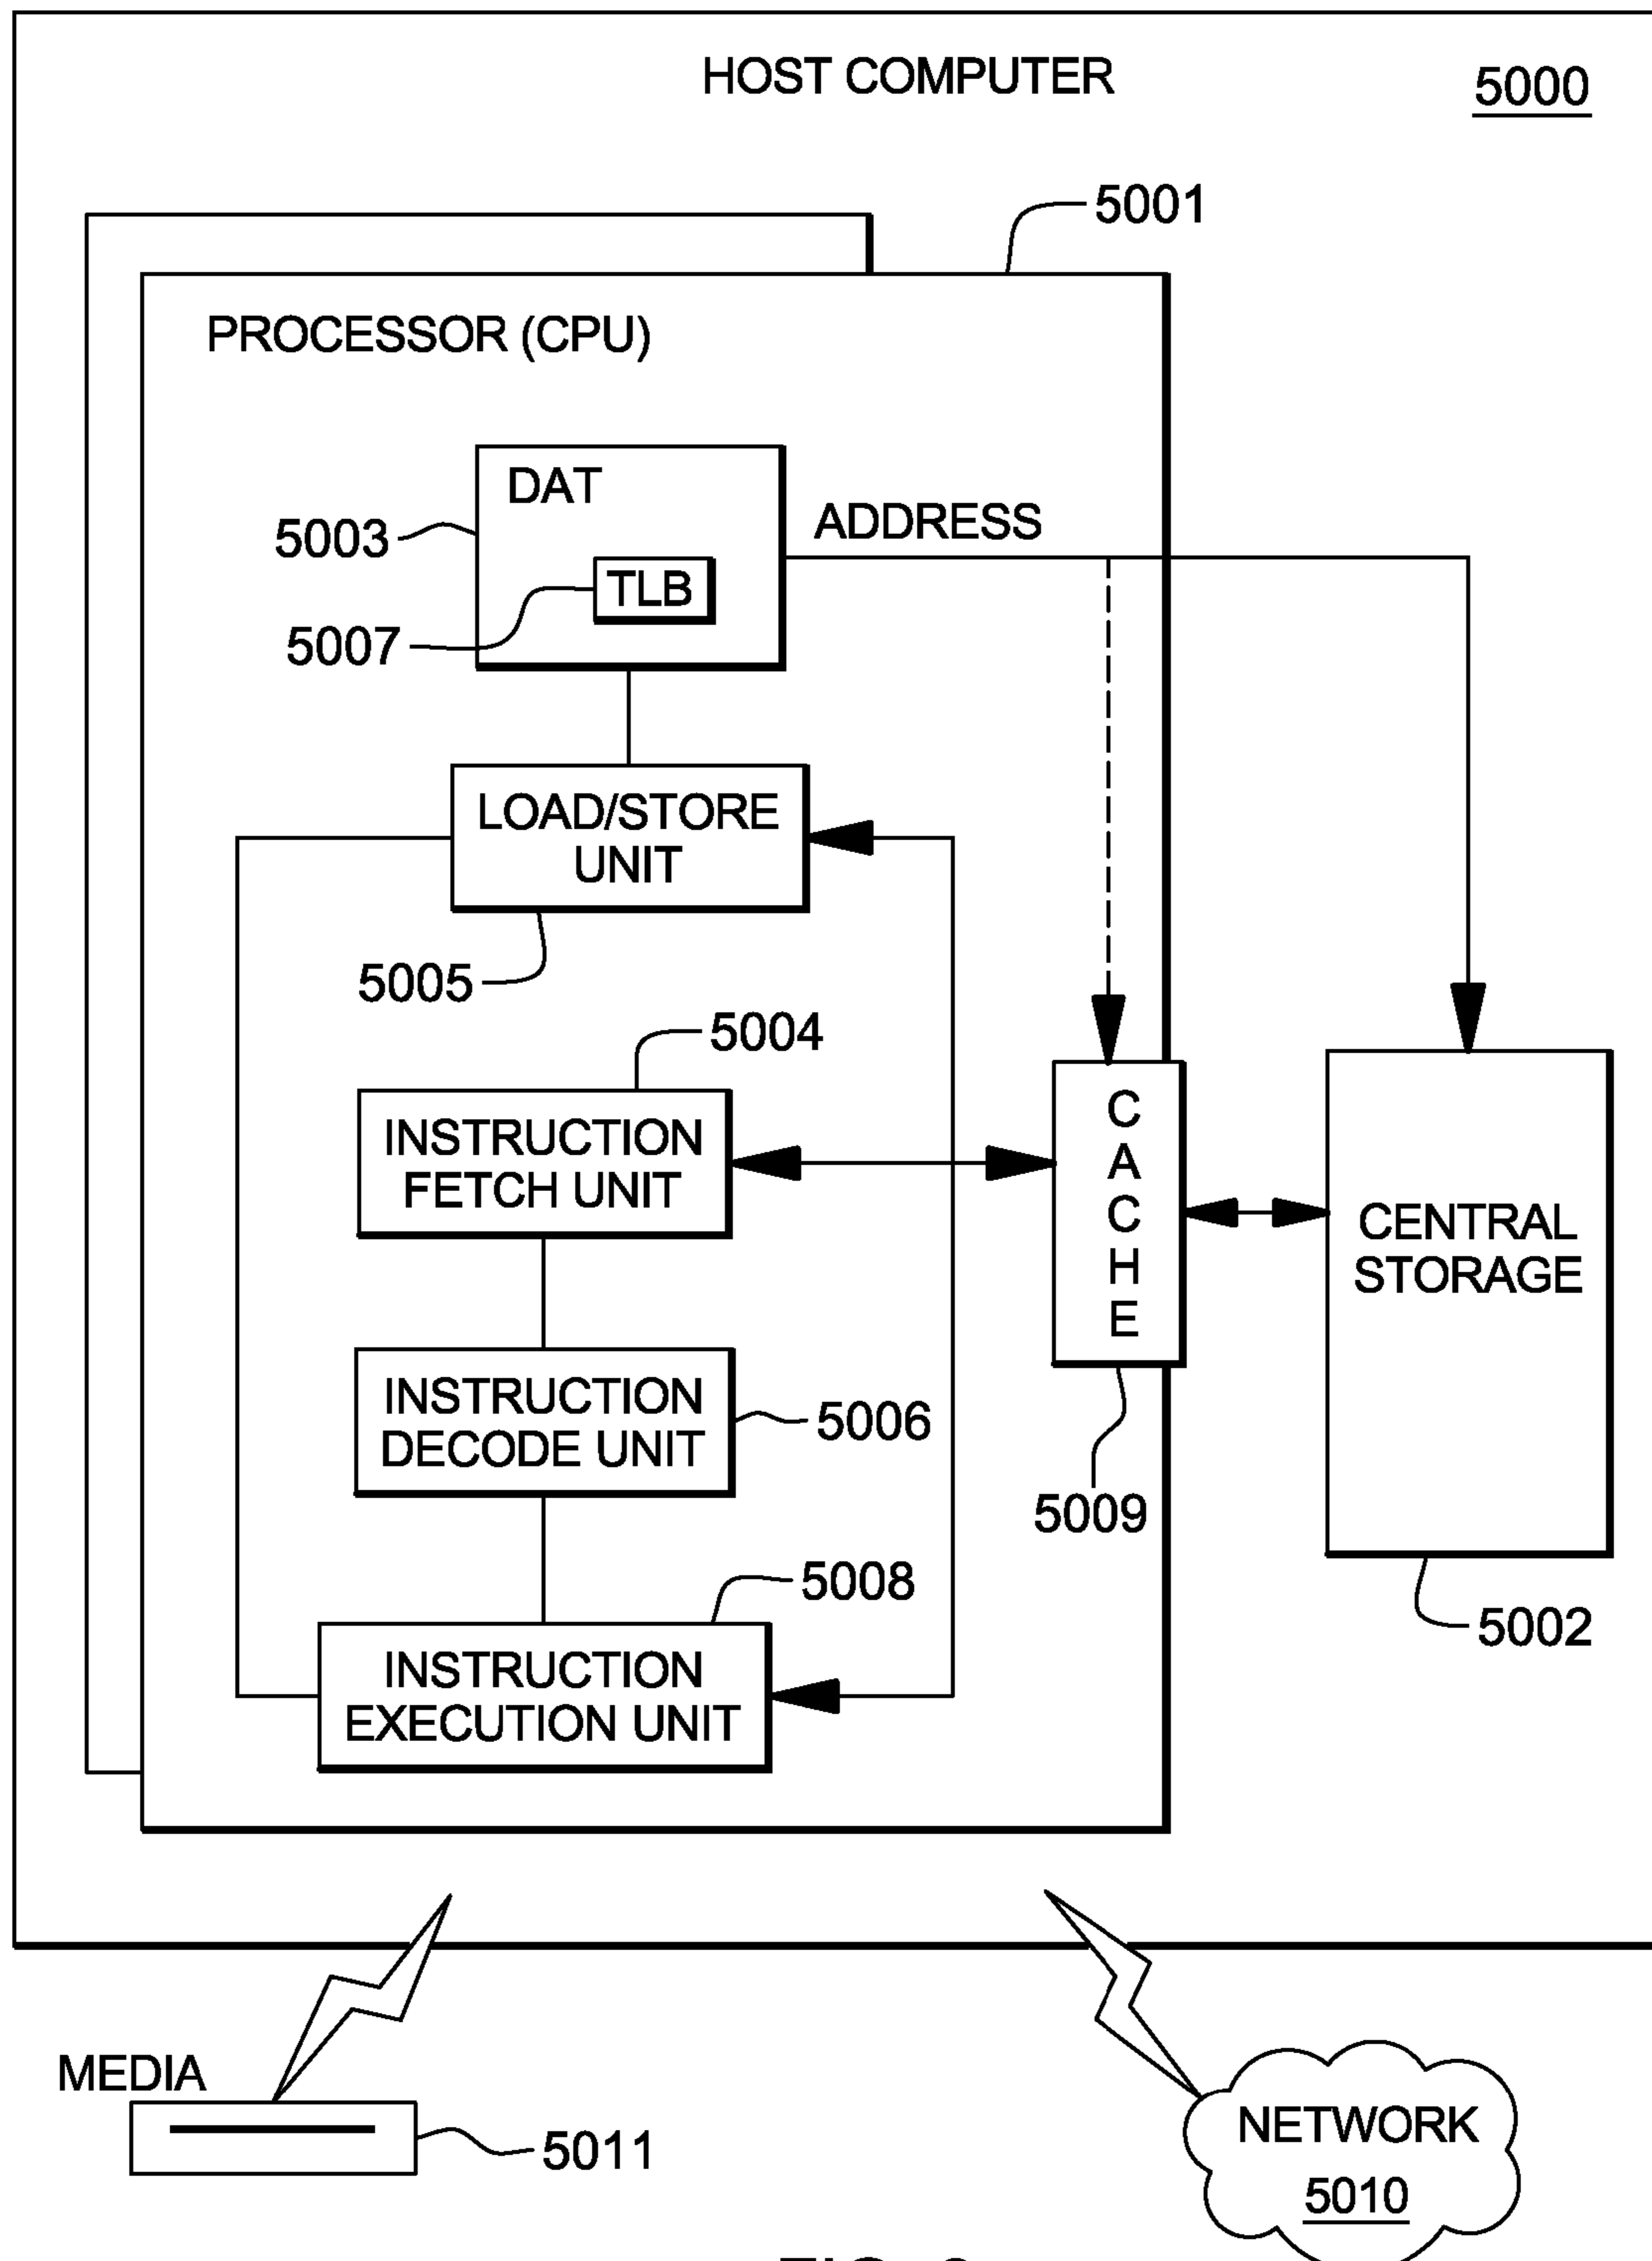 HOST COMPUTER
5000
5001
PROCESSOR (CPU)
DAT
ADDRESS
5003
TLB
5007
LOAD/STORE
UNIT
5005
5004
INSTRUCTION
FETCH UNIT
CACHE
CENTRAL
STORAGE
INSTRUCTION
DECODE UNIT
5006
5009
5008
5002
INSTRUCTION
EXECUTION UNIT
MEDIA
5011
NETWORK
5010